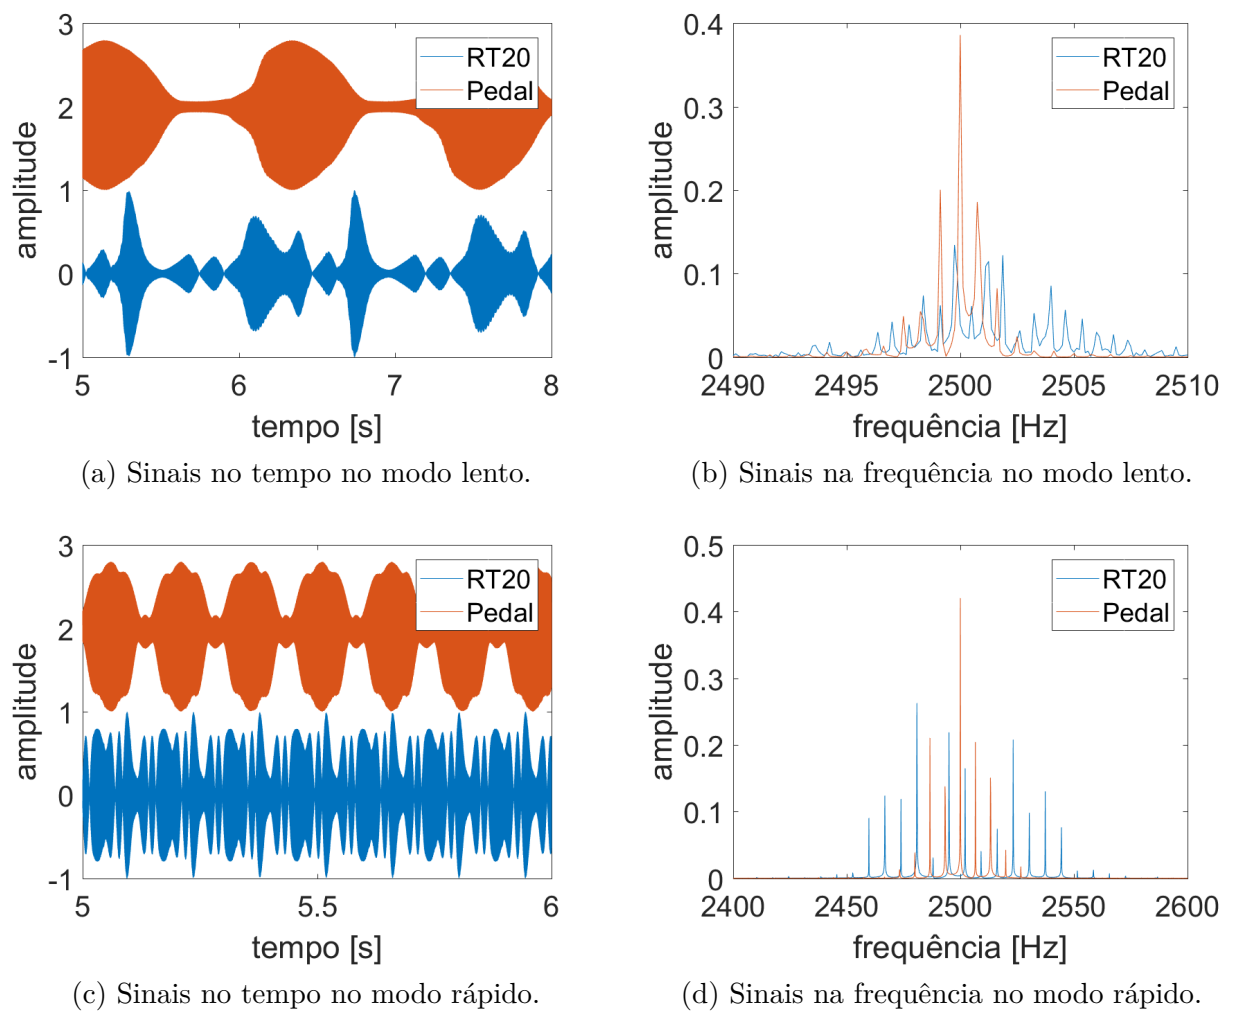 3
2
1
0
-1
amplitude
RT20
Pedal
5 6 7 8
tempo [s]
(a) Sinais no tempo no modo lento.
0.4
0.3
0.2
0.1
0
amplitude
RT20
Pedal
2490 2495 2500 2505 2510
frequência [Hz]
(b) Sinais na frequência no modo lento.
3
2
1
0
-1
amplitude
RT20
Pedal
5 5.5 6
tempo [s]
(c) Sinais no tempo no modo rápido.
0.5
0.4
0.3
0.2
0.1
0
amplitude
RT20
Pedal
2400 2450 2500 2550 2600
frequência [Hz]
(d) Sinais na frequência no modo rápido.